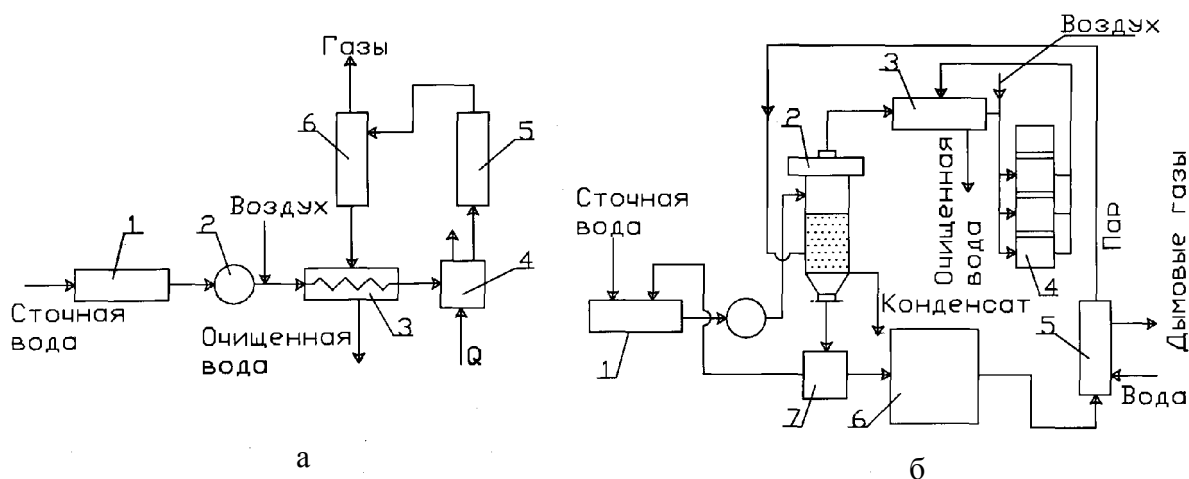 Газы
6
5
Воздух
1
2
4
3
Сточная
вода
Очищенная
вода
Q
а
Воздух
3
2
Сточная
вода
Очищенная
вода
4
Пар
Дымовые газы
Конденсат
1
5
7
6
Вода
б